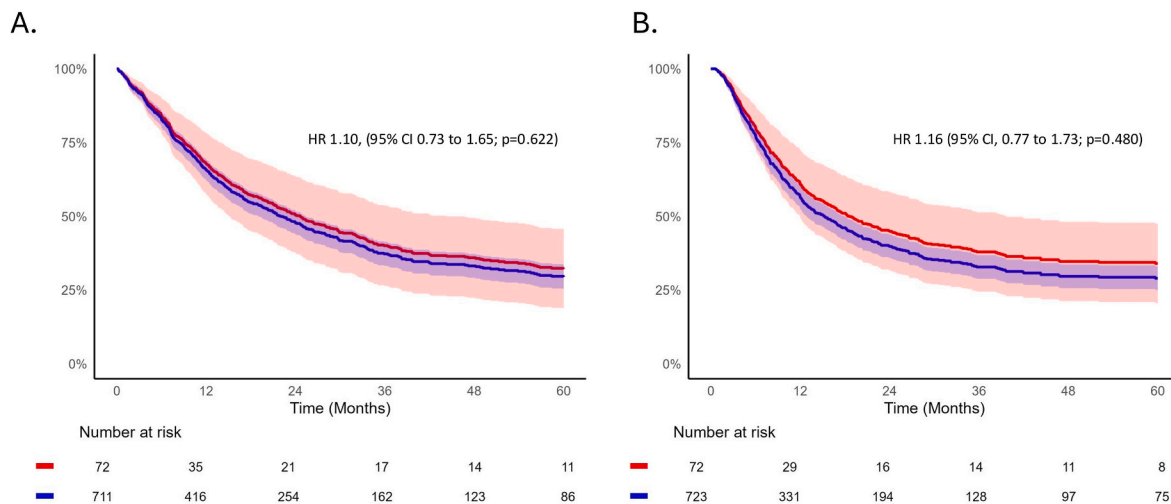 A.
100%
75%
50%
25%
0%
HR 1.10, (95% CI 0.73 to 1.65; p=0.622)
0 12 24 36 48 60
Time (Months)
Number at risk
72 35 21 17 14 11
711 416 254 162 123 86
B.
100%
75%
50%
25%
0%
HR 1.16 (95% CI, 0.77 to 1.73; p=0.480)
0 12 24 36 48 60
Time (Months)
Number at risk
72 29 16 14 11 8
723 331 194 128 97 75